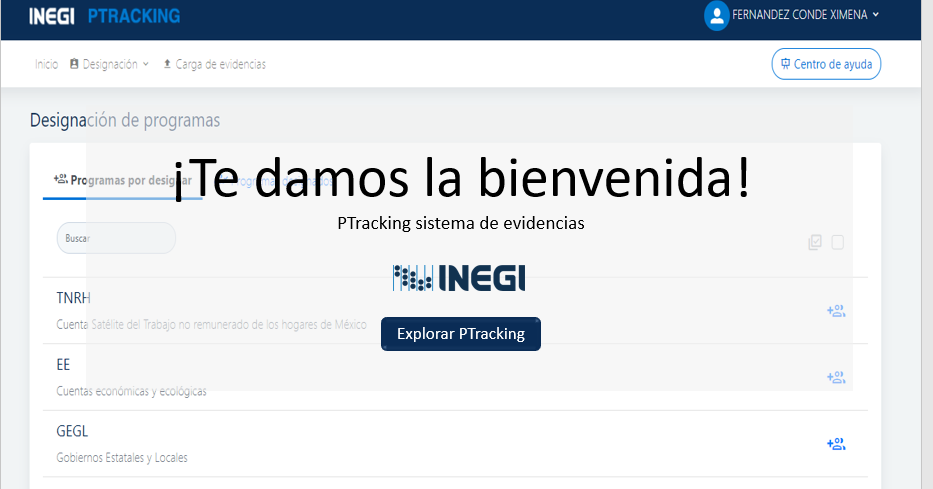 INEGI PTRACKING
FERNANDEZ CONDE XIMENA
Inicio Designación Carga de evidencias
Centro de ayuda
Designación de programas
Programas por designar
¡Te damos la bienvenida!
PTracking sistema de evidencias
Buscar
INEGI
Explorar PTracking
TNRH
Cuenta Satélite del Trabajo no remunerado de los hogares de México
EE
Cuentas económicas y ecológicas
GEGL
Gobiernos Estatales y Locales